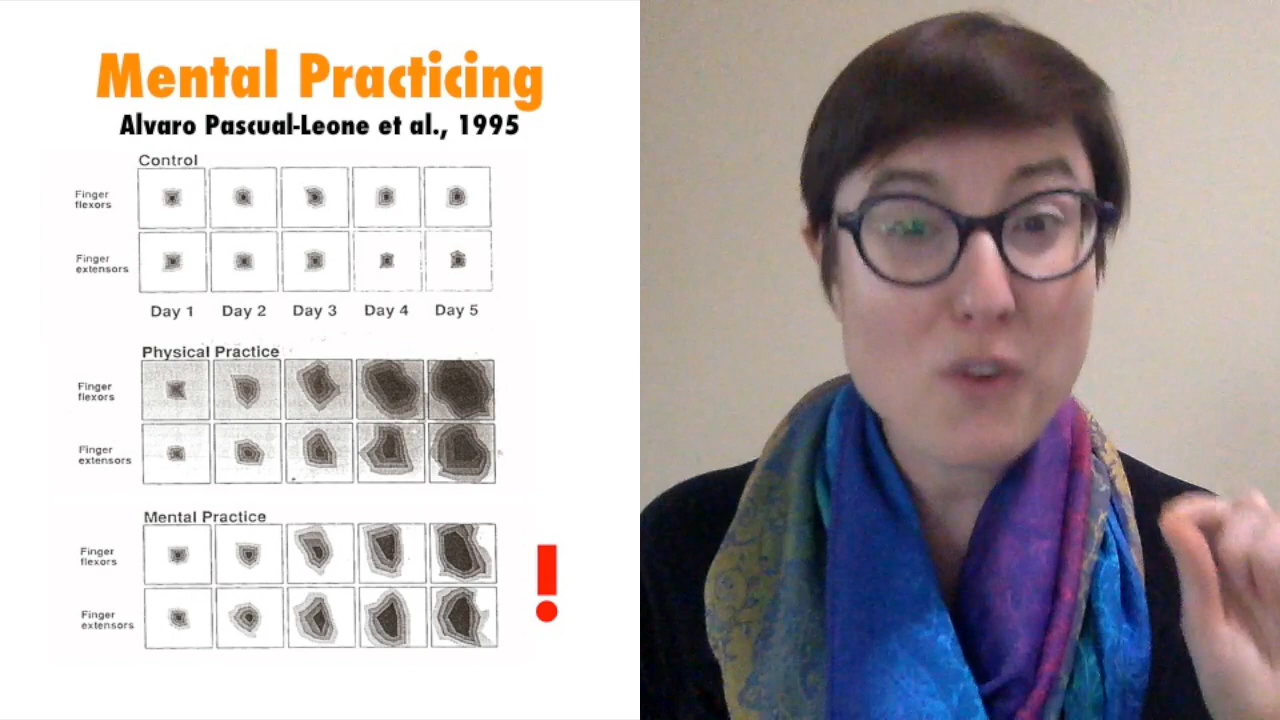 Mental Practicing
Alvaro Pascual-Leone et al., 1995
Control
Finger
flexors
Finger
extensors
Day 1 Day 2 Day 3 Day 4 Day 5
Physical Practice
Finger
flexors
Finger
extensors
Mental Practice
Finger
flexors
Finger
extensors
!